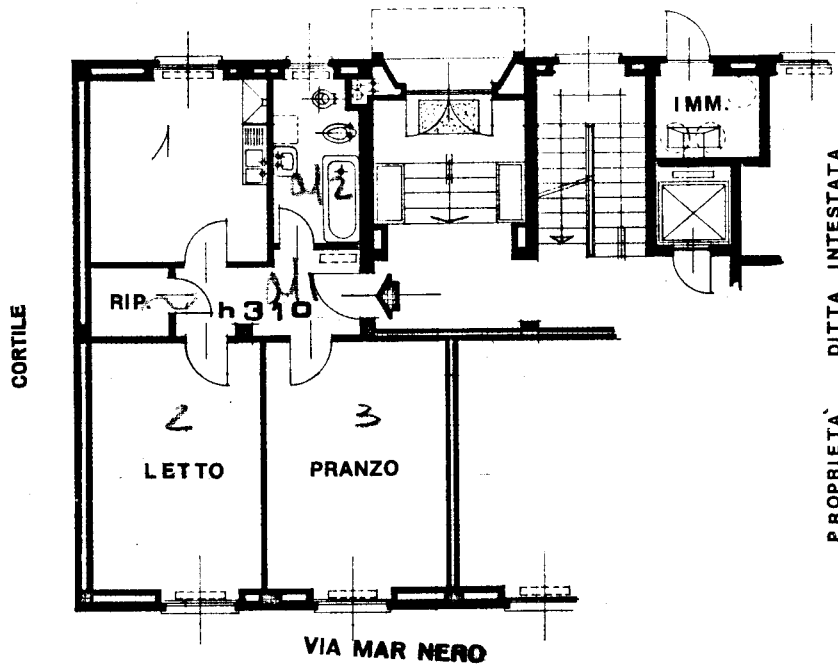 IMM.
1
2
RIP.
h 310
CORTILE
PROPRIETÀ DITTA INTESTATA
2
3
LETTO
PRANZO
VIA MAR NERO